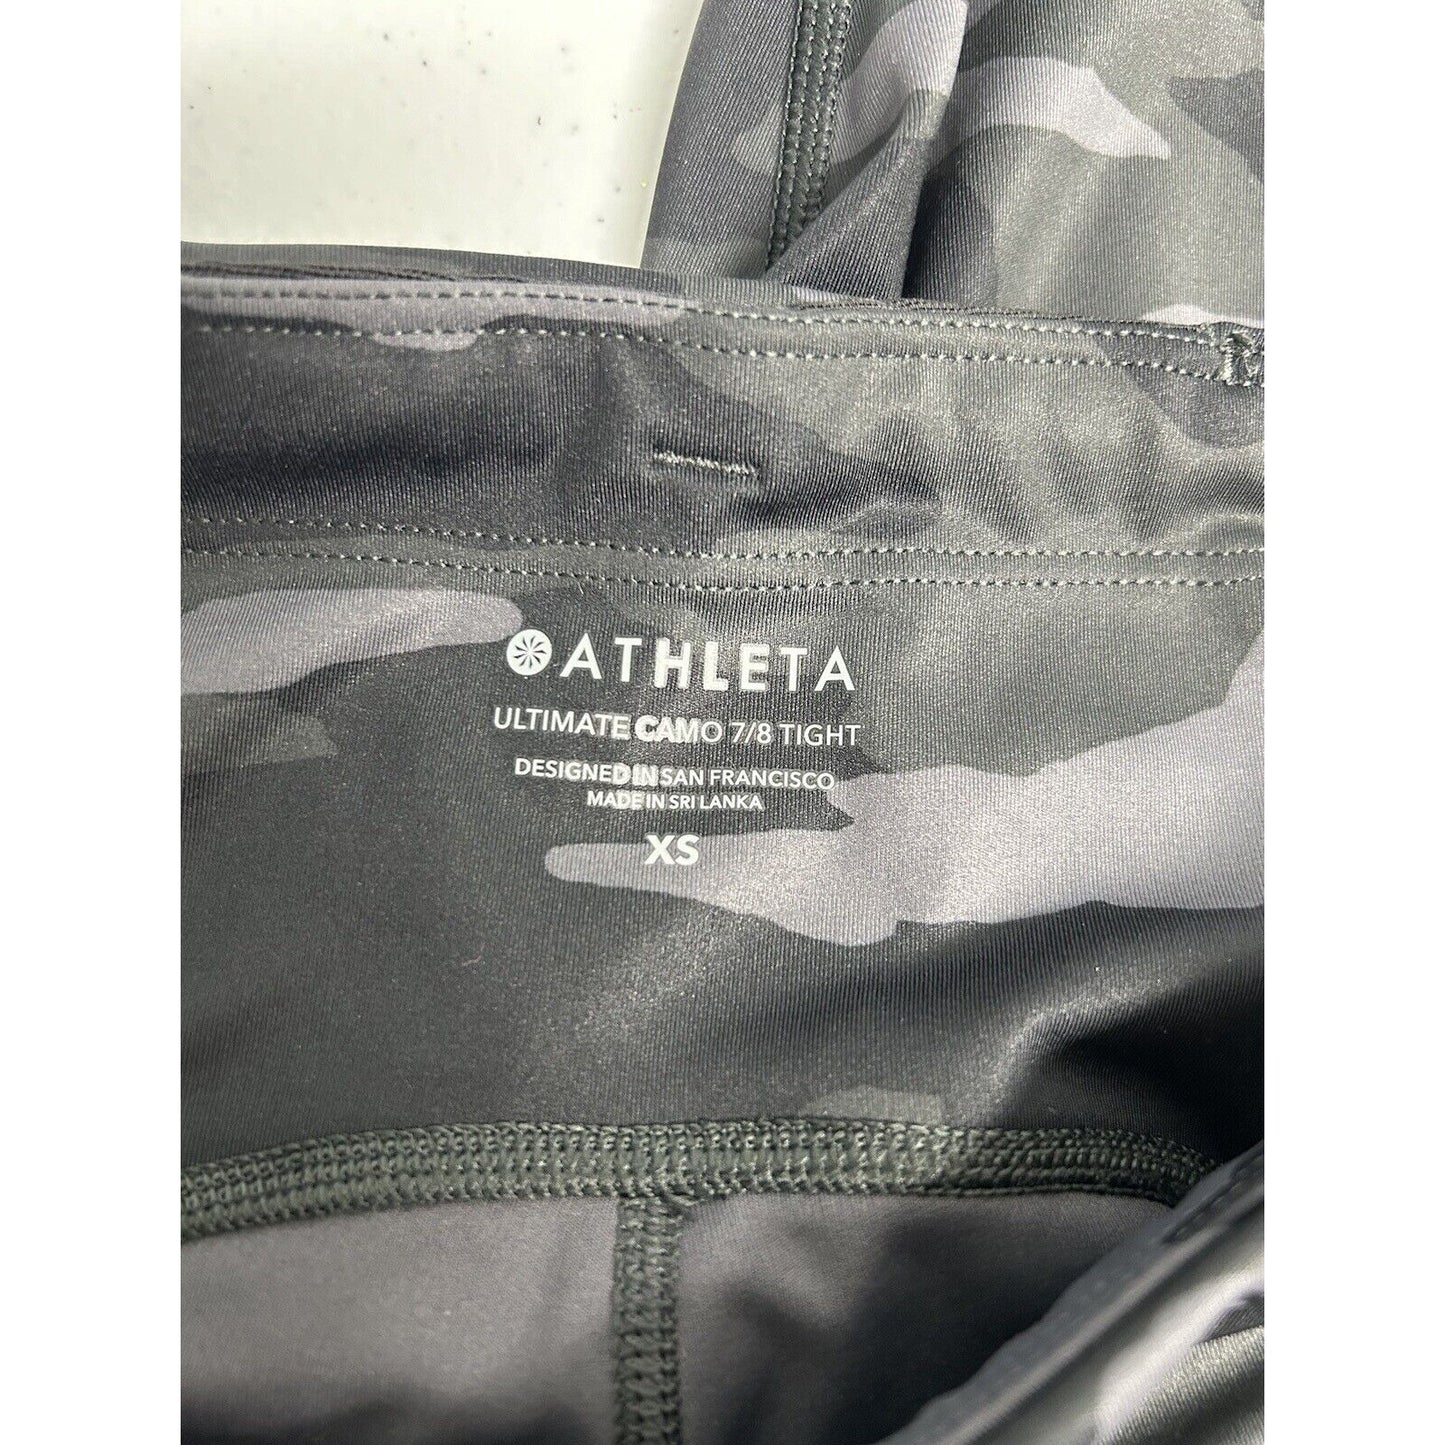 ATHLETA
ULTIMATE CAMO 7/8 TIGHT
DESIGNED IN SAN FRANCISCO
MADE IN SRI LANKA
XS